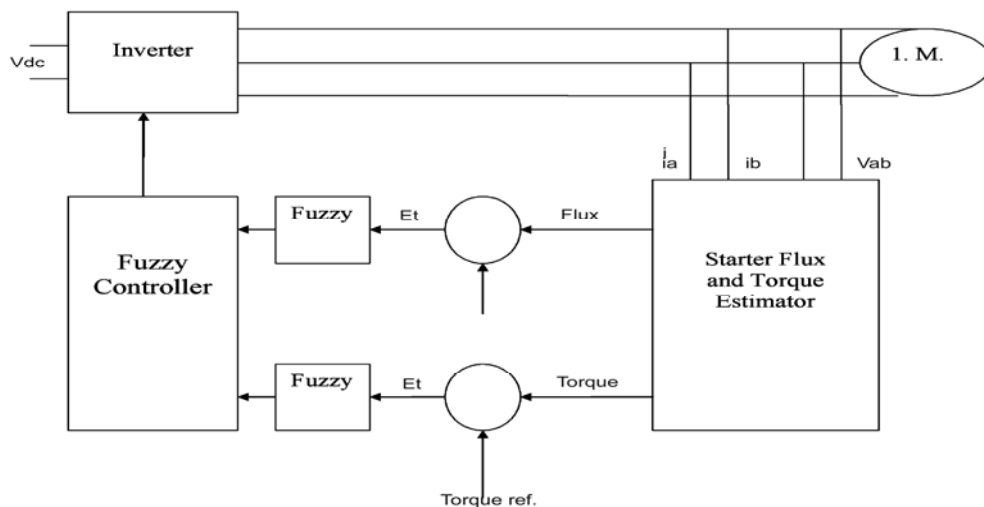 Inverter
1. M.
Vdc
j
ia
ib
Vab
Fuzzy
Et
Flux
Fuzzy
Controller
Starter Flux
and Torque
Estimator
Fuzzy
Et
Torque
Torque ref.